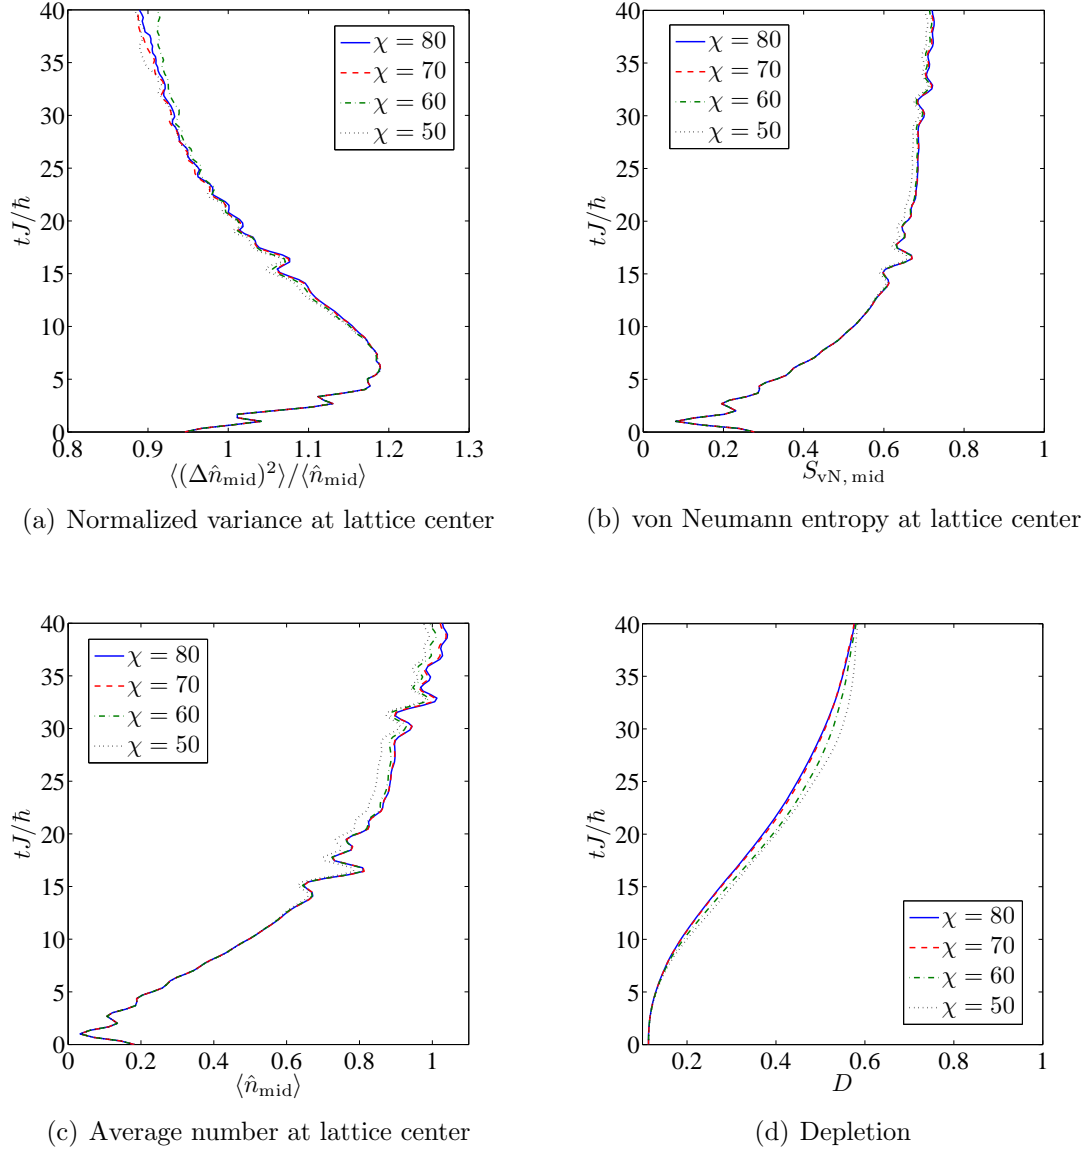 40
35
30
25
20
15
10
5
0
tJ/ħ
χ = 80
χ = 70
χ = 60
χ = 50
0.8 0.9 1 1.1 1.2 1.3
⟨(Δn̂mid)²⟩/⟨n̂mid⟩
(a) Normalized variance at lattice center
40
35
30
25
20
15
10
5
0
tJ/ħ
χ = 80
χ = 70
χ = 60
χ = 50
0 0.2 0.4 0.6 0.8 1
SvN, mid
(b) von Neumann entropy at lattice center
40
35
30
25
20
15
10
5
0
tJ/ħ
χ = 80
χ = 70
χ = 60
χ = 50
0 0.2 0.4 0.6 0.8 1
⟨n̂mid⟩
(c) Average number at lattice center
40
35
30
25
20
15
10
5
0
tJ/ħ
χ = 80
χ = 70
χ = 60
χ = 50
0.2 0.4 0.6 0.8 1
D
(d) Depletion